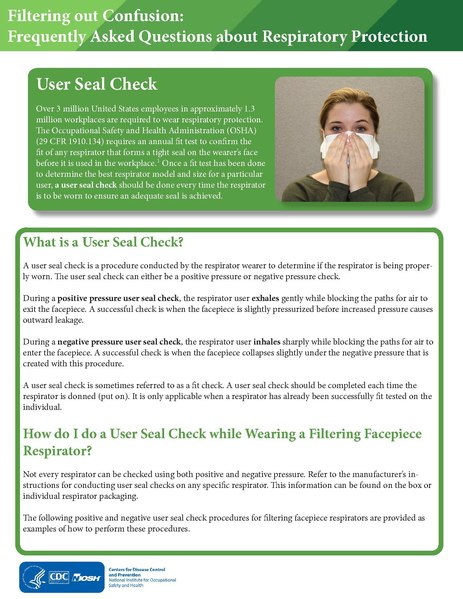 Filtering out Confusion:
Frequently Asked Questions about Respiratory Protection
User Seal Check
Over 3 million United States employees in approximately 1.3
million workplaces are required to wear respiratory protection.
The Occupational Safety and Health Administration (OSHA)
(29 CFR 1910.134) requires an annual fit test to confirm the
fit of any respirator that forms a tight seal on the wearer's face
before it is used in the workplace.¹ Once a fit test has been done
to determine the best respirator model and size for a particular
user, a user seal check should be done every time the respirator
is to be worn to ensure an adequate seal is achieved.
What is a User Seal Check?
A user seal check is a procedure conducted by the respirator wearer to determine if the respirator is being proper-
ly worn. The user seal check can either be a positive pressure or negative pressure check.
During a positive pressure user seal check, the respirator user exhales gently while blocking the paths for air to
exit the facepiece. A successful check is when the facepiece is slightly pressurized before increased pressure causes
outward leakage.
During a negative pressure user seal check, the respirator user inhales sharply while blocking the paths for air to
enter the facepiece. A successful check is when the facepiece collapses slightly under the negative pressure that is
created with this procedure.
A user seal check is sometimes referred to as a fit check. A user seal check should be completed each time the
respirator is donned (put on). It is only applicable when a respirator has already been successfully fit tested on the
individual.
How do I do a User Seal Check while Wearing a Filtering Facepiece
Respirator?
Not every respirator can be checked using both positive and negative pressure. Refer to the manufacturer's in-
structions for conducting user seal checks on any specific respirator. This information can be found on the box or
individual respirator packaging.
The following positive and negative user seal check procedures for filtering facepiece respirators are provided as
examples of how to perform these procedures.
CDC NIOSH
Centers for Disease Control
and Prevention
National Institute for Occupational
Safety and Health